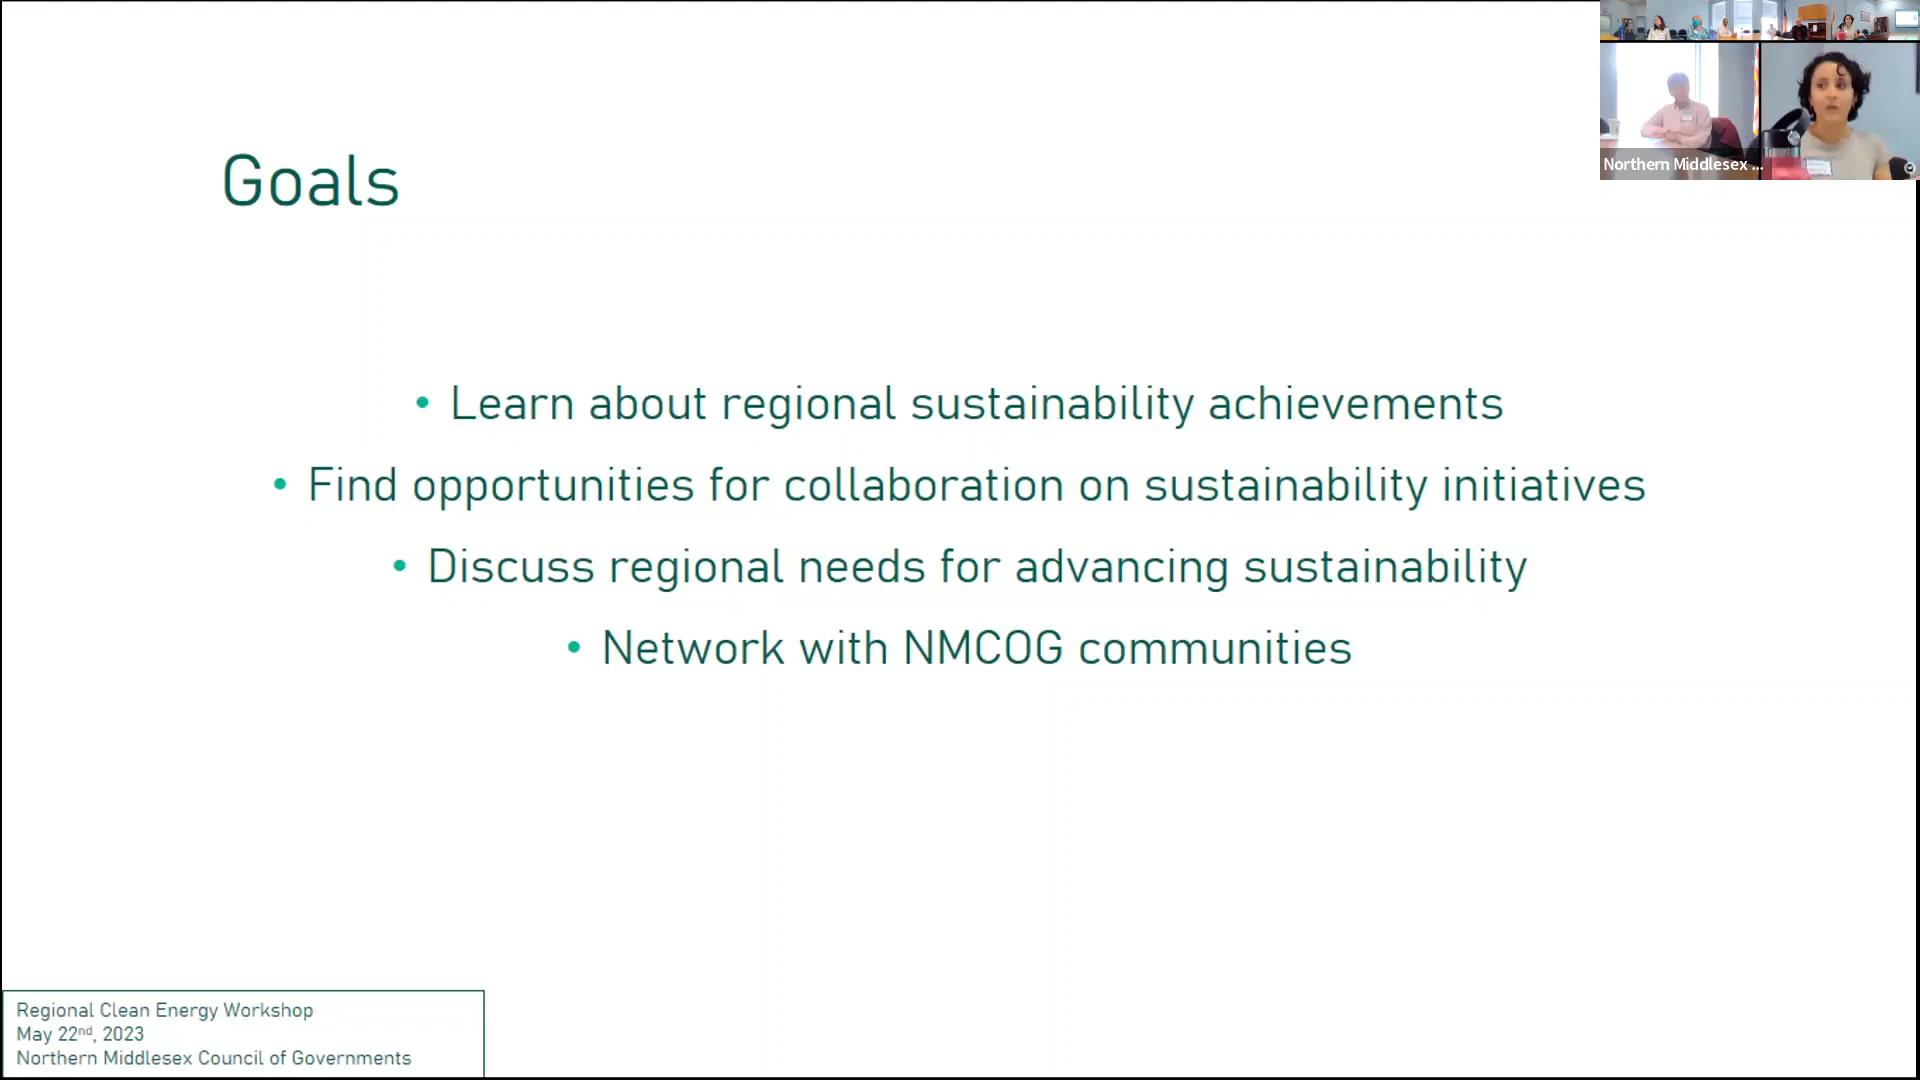 Northern Middlesex ...
Goals
• Learn about regional sustainability achievements
• Find opportunities for collaboration on sustainability initiatives
• Discuss regional needs for advancing sustainability
• Network with NMCOG communities
Regional Clean Energy Workshop
May 22nd, 2023
Northern Middlesex Council of Governments